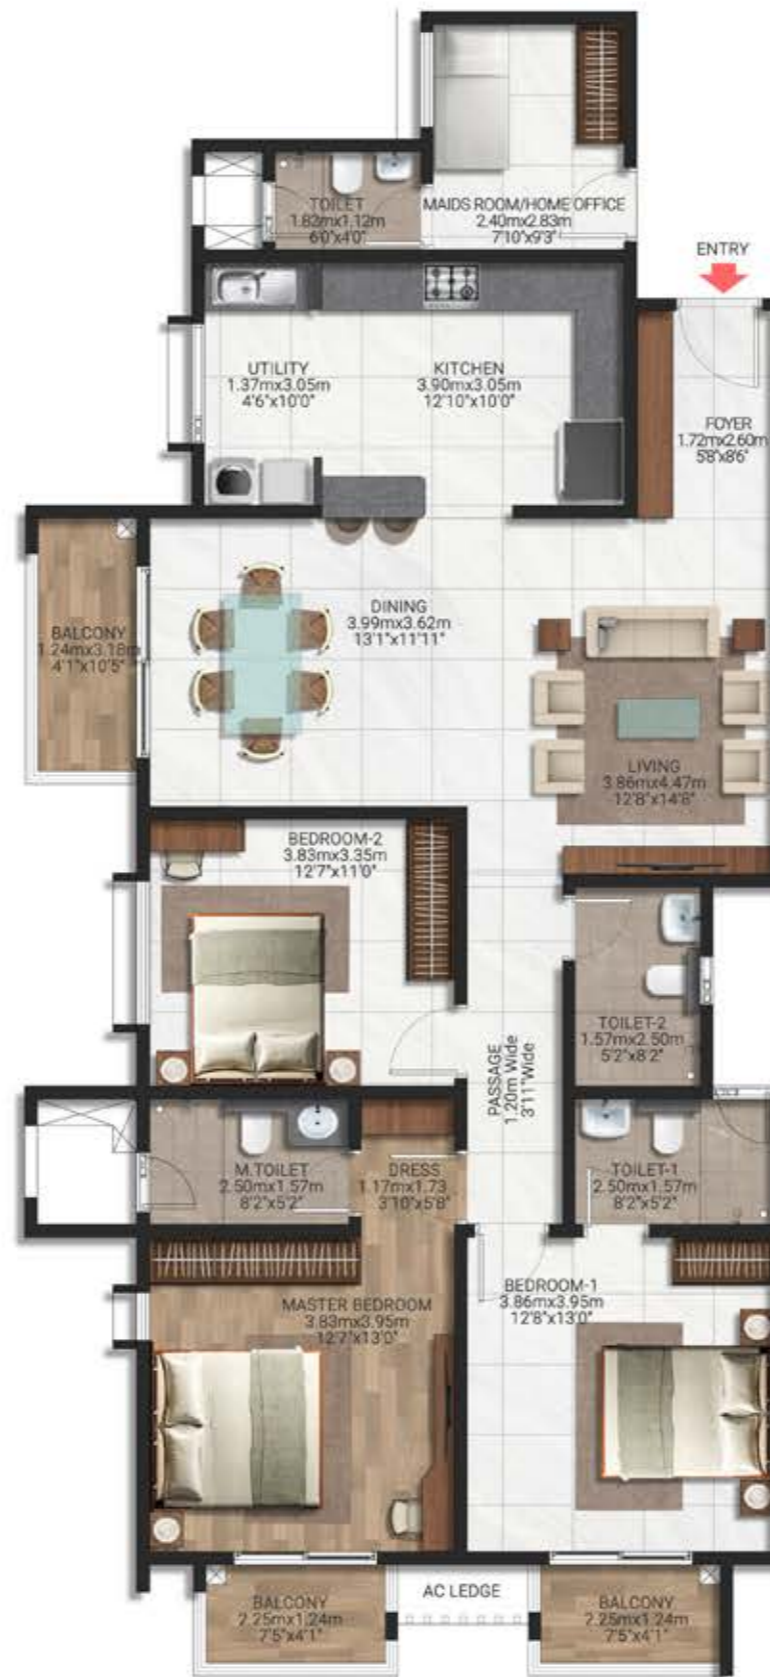 TOILET
1.82mx1.12m
6'0"x4'0"
MAIDS ROOM/HOME OFFICE
2.40mx2.83m
7'10"x9'3"
ENTRY
UTILITY
1.37mx3.05m
4'6"x10'0"
KITCHEN
3.90mx3.05m
12'10"x10'0"
FOYER
1.72mx2.60m
5'8"x8'6"
BALCONY
1.24mx3.18m
4'1"x10'5"
DINING
3.99mx3.62m
13'1"x11'11"
LIVING
3.86mx4.47m
12'8"x14'8"
BEDROOM-2
3.83mx3.35m
12'7"x11'0"
TOILET-2
1.57mx2.50m
5'2"x8'2"
PASSAGE
1.20m Wide
3'11"Wide
M.TOILET
2.50mx1.57m
8'2"x5'2"
DRESS
1.17mx1.73
3'10"x5'8"
TOILET-1
2.50mx1.57m
8'2"x5'2"
MASTER BEDROOM
3.83mx3.95m
12'7"x13'0"
BEDROOM-1
3.86mx3.95m
12'8"x13'0"
BALCONY
2.25mx1.24m
7'5"x4'1"
AC LEDGE
BALCONY
2.25mx1.24m
7'5"x4'1"